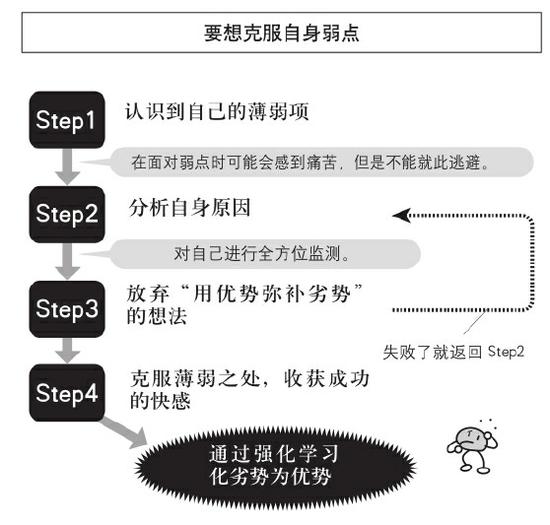 要想克服自身弱点
Step1
认识到自己的薄弱项
在面对弱点时可能会感到痛苦，但是不能就此逃避。
Step2
分析自身原因
对自己进行全方位监测。
Step3
放弃“用优势弥补劣势”
的想法
失败了就返回 Step2
Step4
克服薄弱之处，收获成功
的快感
通过强化学习
化劣势为优势